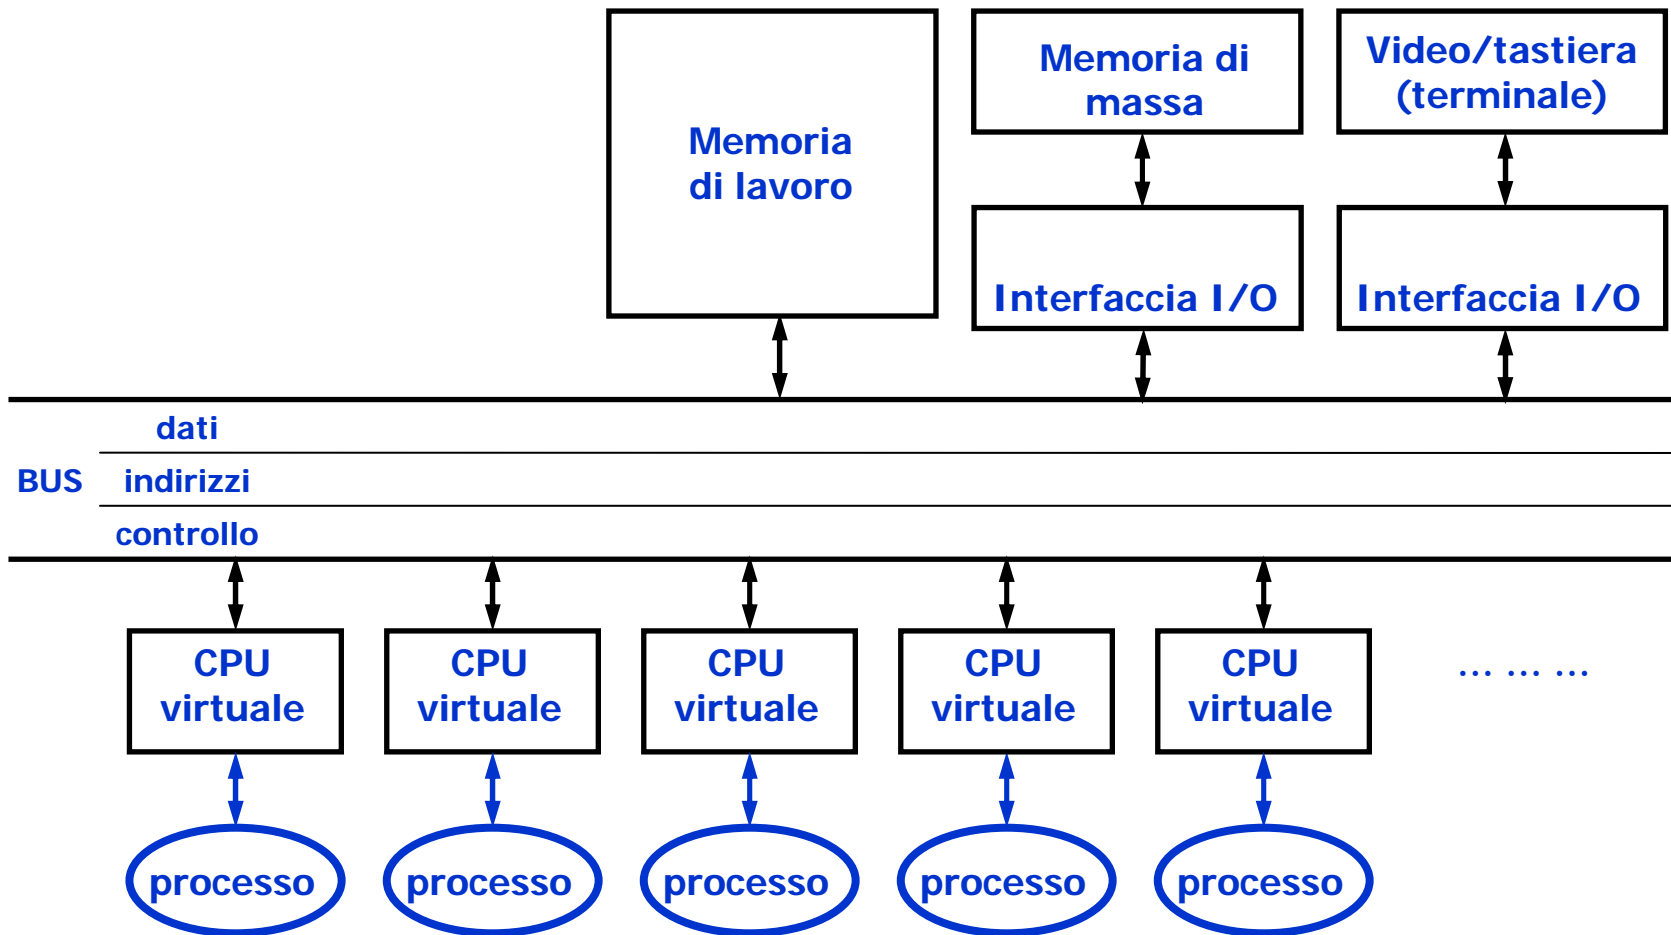 Memoria
di lavoro
Memoria di
massa
Video/tastiera
(terminale)
Interfaccia I/O
Interfaccia I/O
BUS
dati
indirizzi
controllo
CPU
virtuale
CPU
virtuale
CPU
virtuale
CPU
virtuale
CPU
virtuale
... ... ...
processo
processo
processo
processo
processo